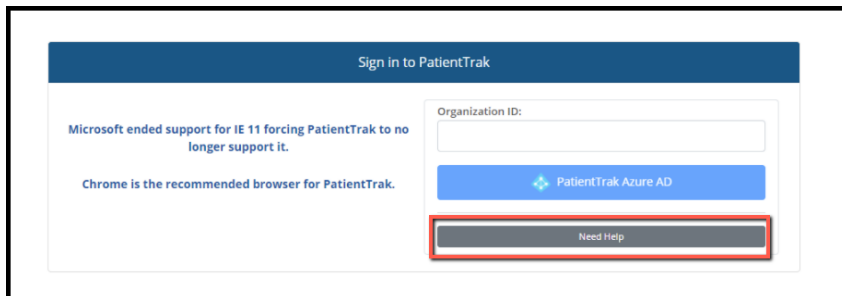 Sign in to PatientTrak
Microsoft ended support for IE 11 forcing PatientTrak to no
longer support it.
Chrome is the recommended browser for PatientTrak.
Organization ID:
PatientTrak Azure AD
Need Help